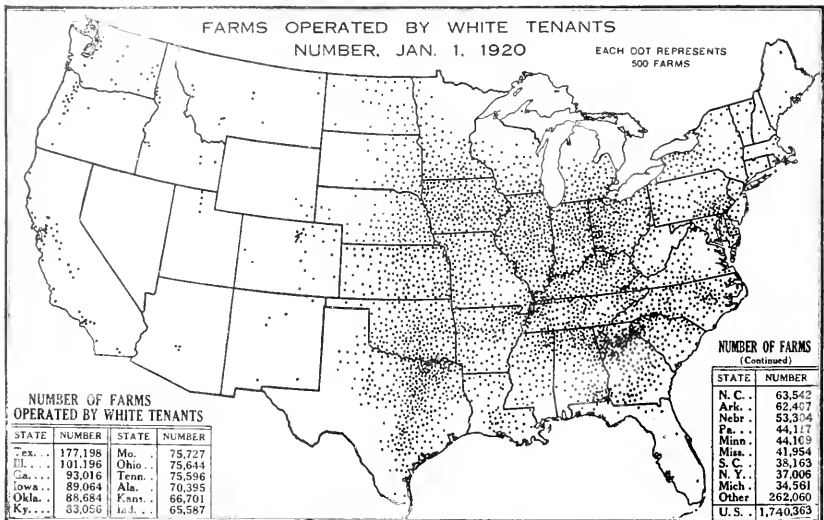 FARMS OPERATED BY WHITE TENANTS
NUMBER, JAN. 1, 1920
EACH DOT REPRESENTS
500 FARMS
NUMBER OF FARMS
OPERATED BY WHITE TENANTS
STATE NUMBER STATE NUMBER
Tex. 177,198 Mo. 75,727
Ill.... 101,196 Ohio.. 75,644
Ga.... 93,016 Tenn.. 75,596
Iowa.. 89,064 Ala. 70,395
Okla. 88,684 Kans. 66,701
Ky... 83,056 Ind. 65,587
NUMBER OF FARMS
(Continued)
STATE NUMBER
N. C. . 63,542
Ark. . 62,407
Nebr . 53,304
Pa. . . 44,117
Minn . 44,169
Miss. . 41,954
S. C. . 38,163
N. Y. . 37,006
Mich . 34,561
Other 262,060
U. S. . 1,740,363